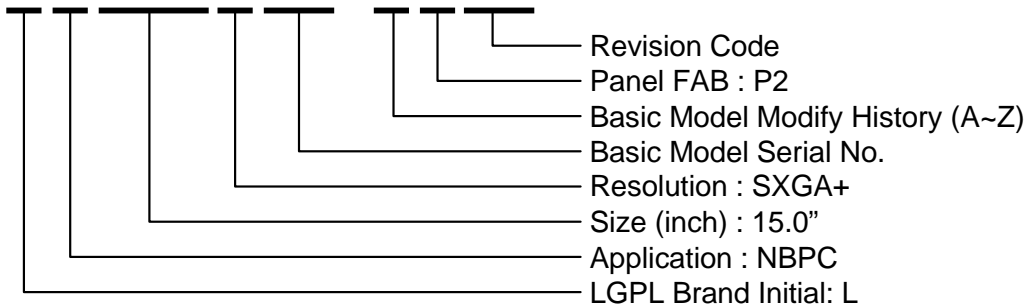 Revision Code
Panel FAB : P2
Basic Model Modify History (A~Z)
Basic Model Serial No.
Resolution : SXGA+
Size (inch) : 15.0”
Application : NBPC
LGPL Brand Initial: L